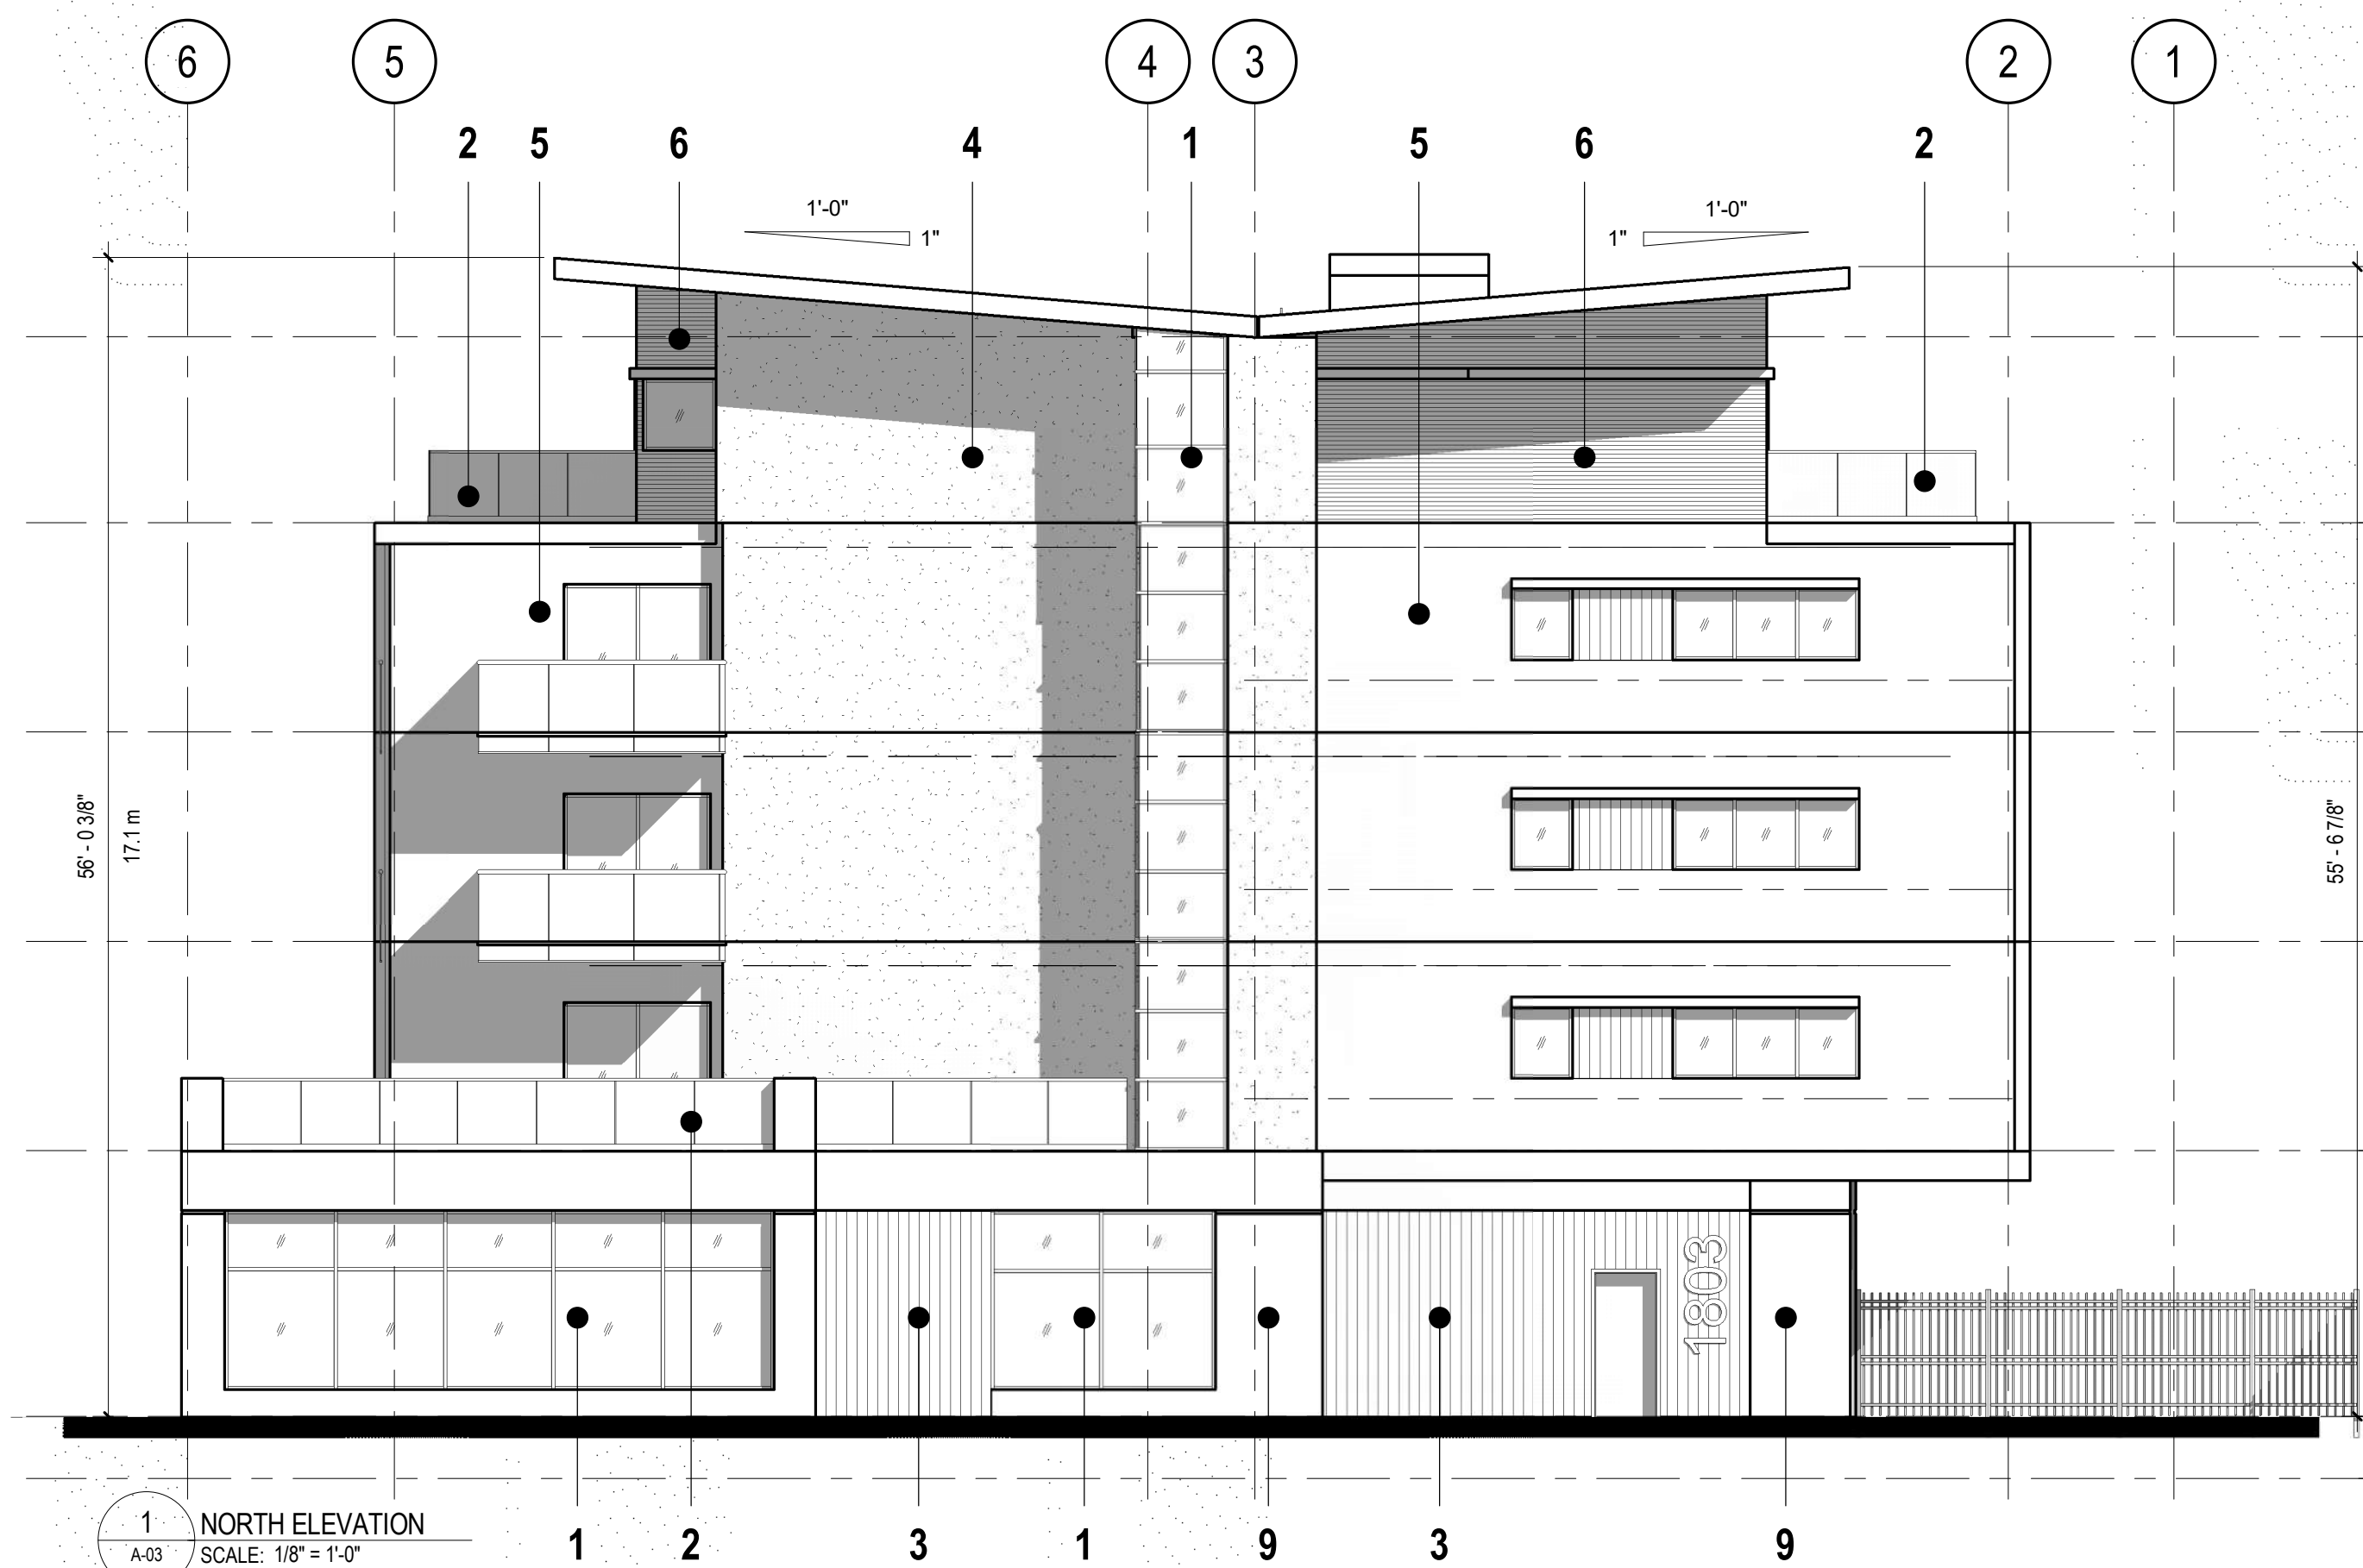 6 5 4 3 2 1
2 5 6 4 1 5 6 2
1'-0" 1'-0"
1" 1"
56' - 0 3/8"
17.1 m
55' - 6 7/8"
1803
1 NORTH ELEVATION
A-03 SCALE: 1/8" = 1'-0"
1 2 3 1 9 3 9